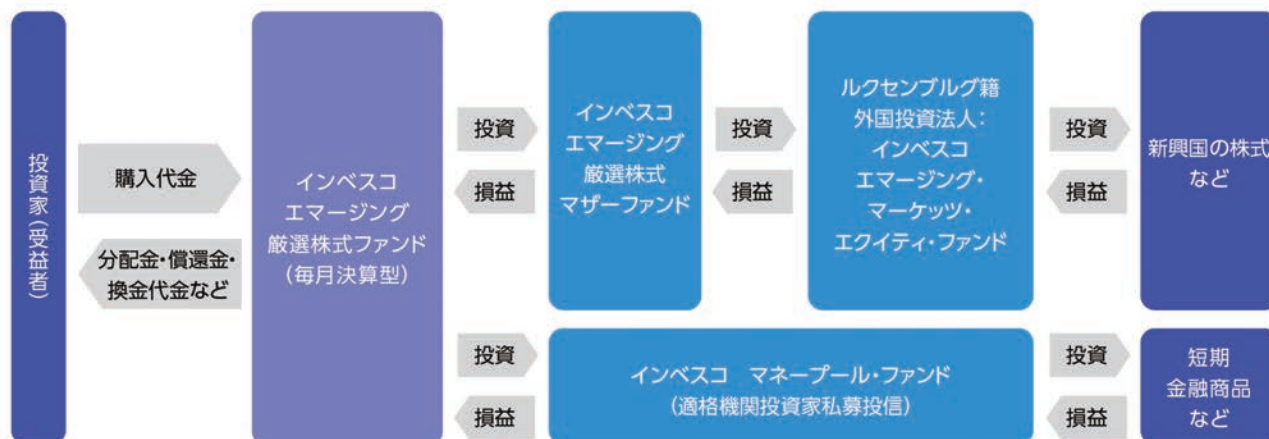 投資家（受益者）
購入代金
分配金・償還金・
換金代金など
インベスコ
エマージング
厳選株式ファンド
（毎月決算型）
投資
損益
インベスコ
エマージング
厳選株式
マザーファンド
投資
損益
ルクセンブルグ籍
外国投資法人：
インベスコ
エマージング・
マーケッツ・
エクイティ・ファンド
投資
損益
新興国の株式
など
投資
損益
インベスコ　マネープール・ファンド
（適格機関投資家私募投信）
投資
損益
短期
金融商品
など